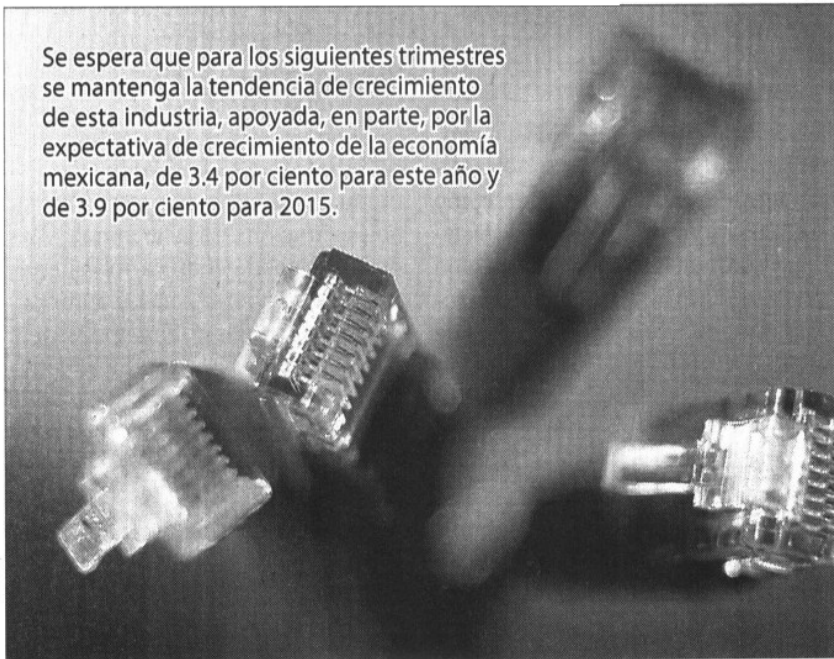 Se espera que para los siguientes trimestres
se mantenga la tendencia de crecimiento
de esta industria, apoyada, en parte, por la
expectativa de crecimiento de la economía
mexicana, de 3.4 por ciento para este año y
de 3.9 por ciento para 2015.